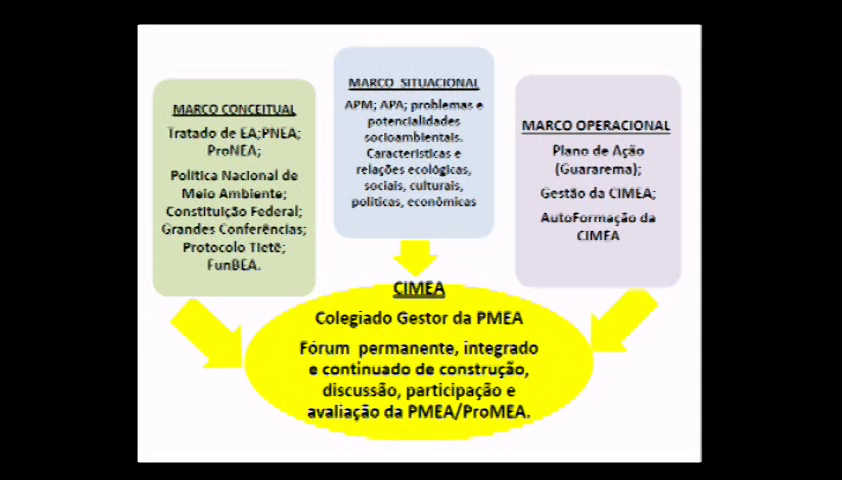 MARCO CONCEITUAL
Tratado de EA;PNEA;
ProNEA;
Política Nacional de
Meio Ambiente;
Constituição Federal;
Grandes Conferências;
Protocolo Tietê;
FunBEA.
MARCO SITUACIONAL
APM; APA; problemas e
potencialidades
socioambientais.
Características e
relações ecológicas,
sociais, culturais,
políticas, econômicas
MARCO OPERACIONAL
Plano de Ação
(Guararema);
Gestão da CIMEA;
AutoFormação da
CIMEA
CIMEA
Colegiado Gestor da PMEA
Fórum permanente, integrado
e continuado de construção,
discussão, participação e
avaliação da PMEA/ProMEA.